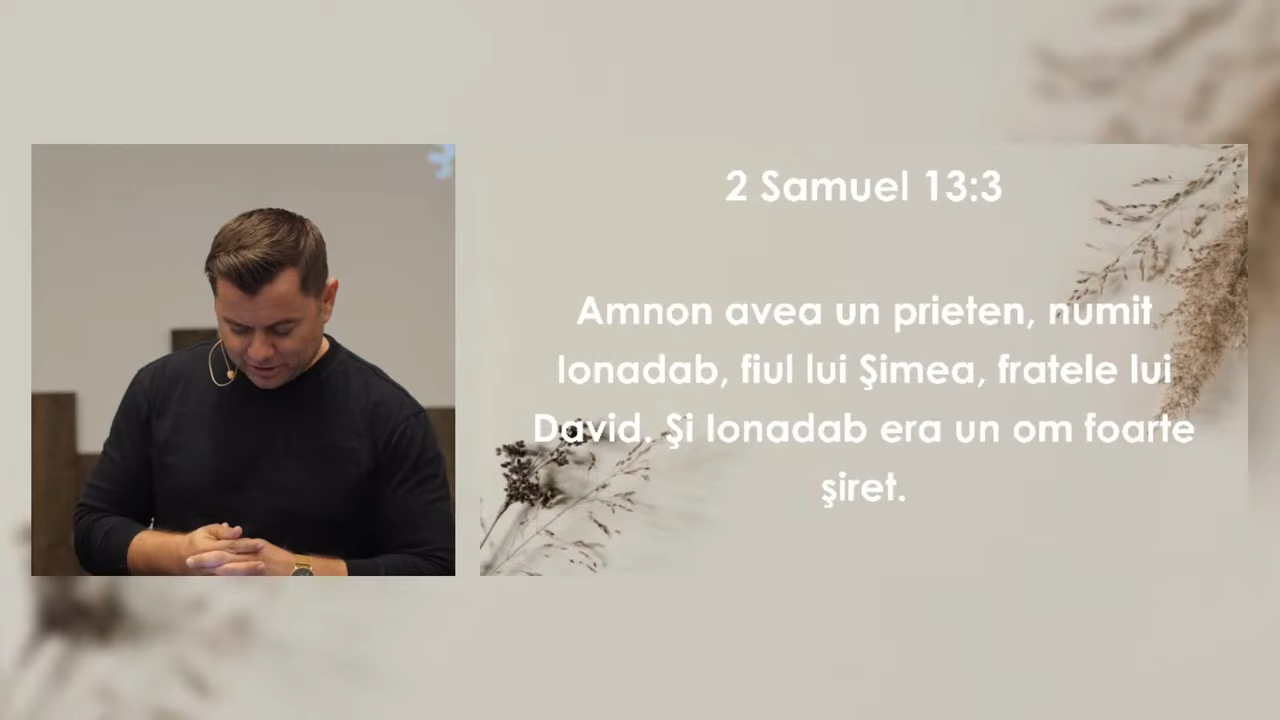 2 Samuel 13:3
Amnon avea un prieten, numit
Ionadab, fiul lui Şimea, fratele lui
David. Şi Ionadab era un om foarte
şiret.